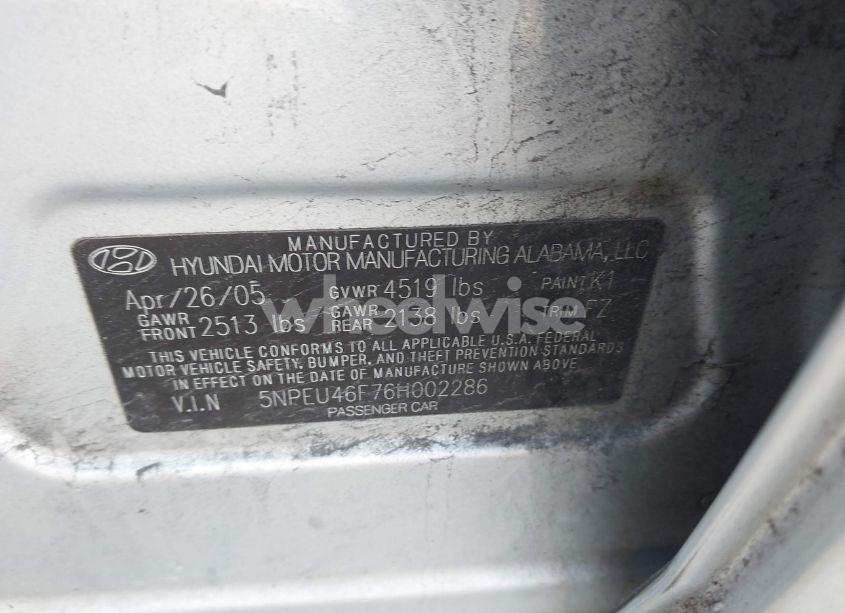 MANUFACTURED BY
HYUNDAI MOTOR MANUFACTURING ALABAMA, LLC
Apr/26/05 GVWR 4519 lbs PAINT K1
GAWR FRONT 2513 lbs GAWR REAR 2138 lbs TRIM FZ
THIS VEHICLE CONFORMS TO ALL APPLICABLE U.S.A. FEDERAL
MOTOR VEHICLE SAFETY, BUMPER, AND THEFT PREVENTION STANDARDS
IN EFFECT ON THE DATE OF MANUFACTURE SHOWN ABOVE.
V.I.N 5NPEU46F76H002286
PASSENGER CAR
wheelwise